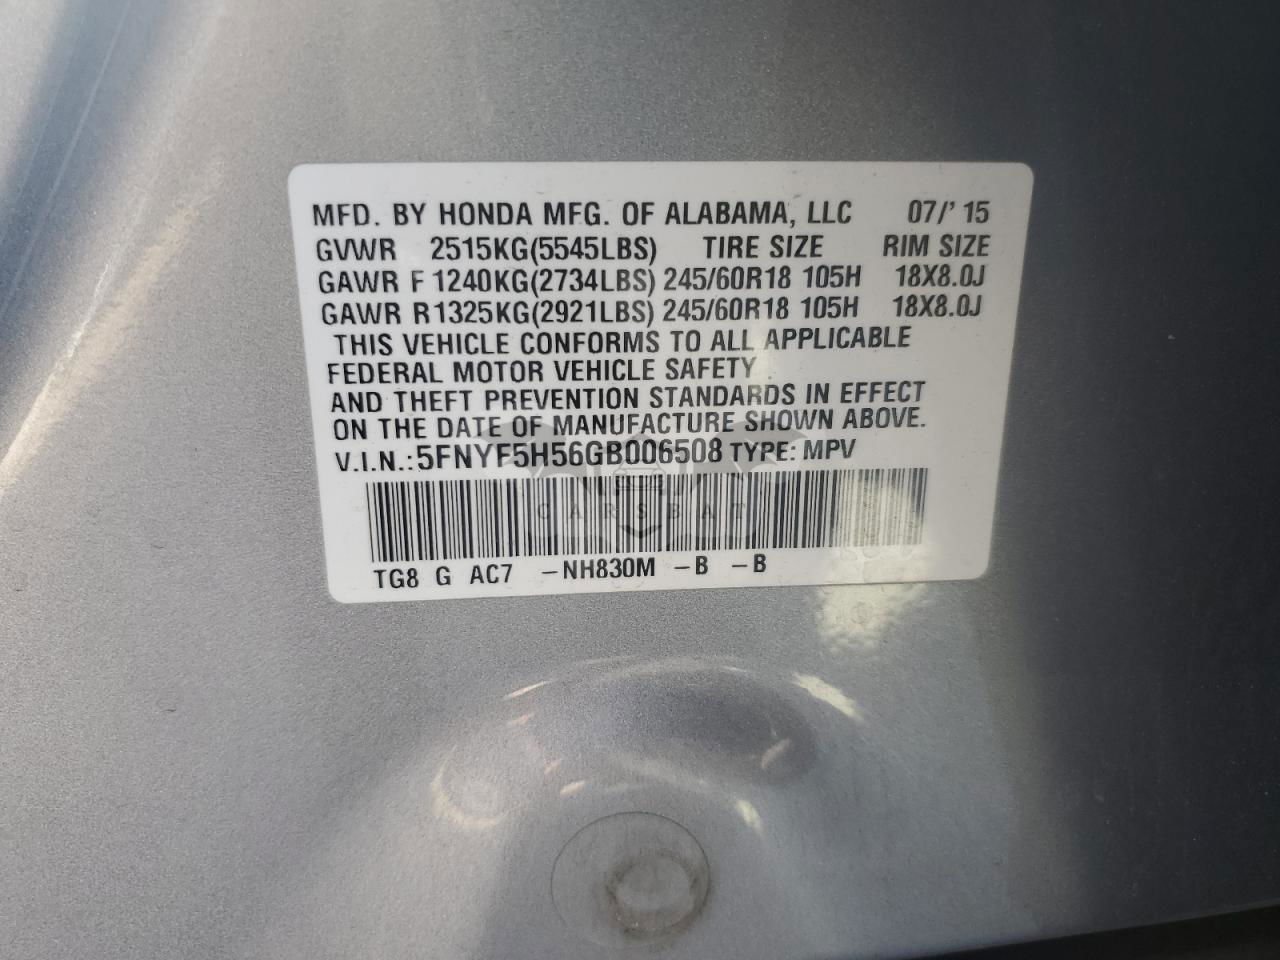 MFD. BY HONDA MFG. OF ALABAMA, LLC 07/'15
GVWR 2515KG(5545LBS) TIRE SIZE RIM SIZE
GAWR F 1240KG(2734LBS) 245/60R18 105H 18X8.0J
GAWR R1325KG(2921LBS) 245/60R18 105H 18X8.0J
THIS VEHICLE CONFORMS TO ALL APPLICABLE
FEDERAL MOTOR VEHICLE SAFETY
AND THEFT PREVENTION STANDARDS IN EFFECT
ON THE DATE OF MANUFACTURE SHOWN ABOVE.
V.I.N.:5FNYF5H56GB006508 TYPE: MPV
CARSBAT
TG8 G AC7 -NH830M -B -B